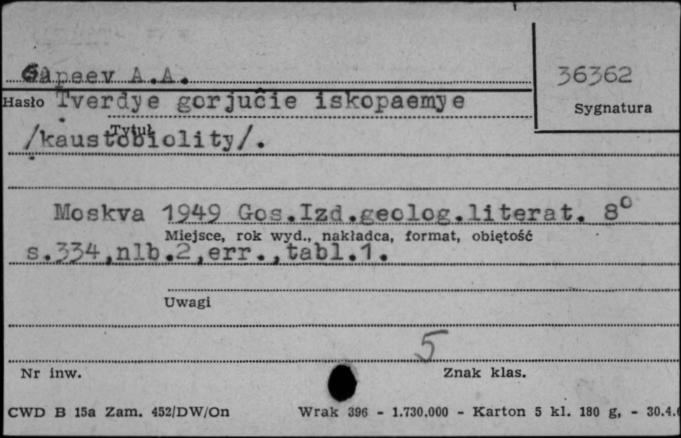 Gapeev A.A.
36362
Hasło Tverdye gorjučie iskopaemye
Sygnatura
Tytuł
/kaustobiolity/.
Moskva 1949 Gos.Izd.geolog.literat. 8°
Miejsce, rok wyd., nakładca, format, objętość
s.334,nlb.2,err.,tabl.1.
Uwagi
5
Nr inw. Znak klas.
CWD B 15a Zam. 452/DW/On Wrak 396 - 1.730.000 - Karton 5 kl. 180 g, - 30.4.